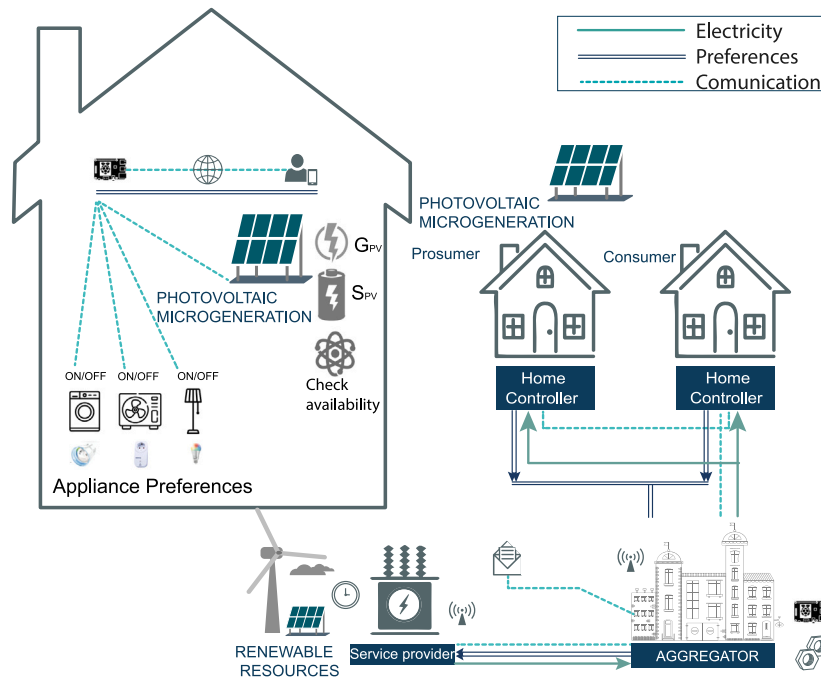 Electricity
Preferences
Comunication
PHOTOVOLTAIC
MICROGENERATION
Prosumer
Consumer
GPV
SPV
PHOTOVOLTAIC
MICROGENERATION
Check
availability
ON/OFF
ON/OFF
ON/OFF
Appliance Preferences
Home
Controller
Home
Controller
RENEWABLE
RESOURCES
Service provider
AGGREGATOR